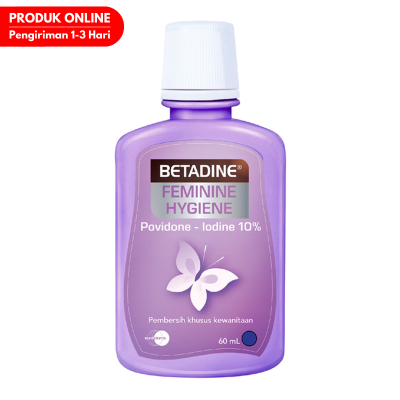 PRODUK ONLINE
Pengiriman 1-3 Hari
BETADINE®
FEMININE
HYGIENE
Povidone - Iodine 10%
Pembersih khusus kewanitaan
60 mL